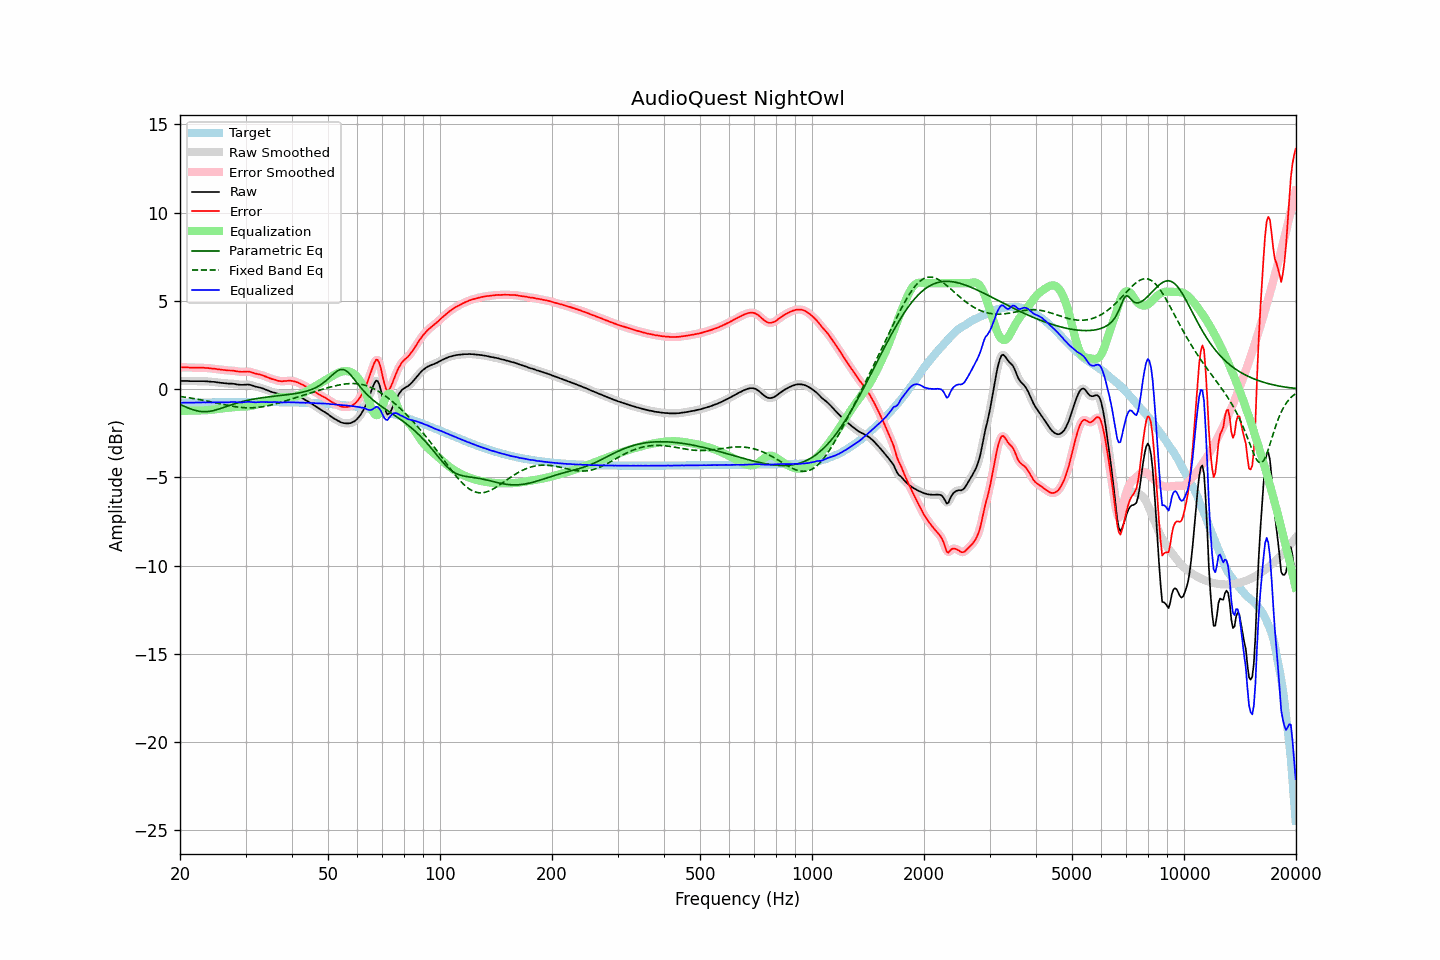 AudioQuest NightOwl
Target
Raw Smoothed
Error Smoothed
Raw
Error
Equalization
Parametric Eq
Fixed Band Eq
Equalized
15
10
5
0
−5
−10
−15
−20
−25
Amplitude (dBr)
20
50
100
200
500
1000
2000
5000
10000
20000
Frequency (Hz)